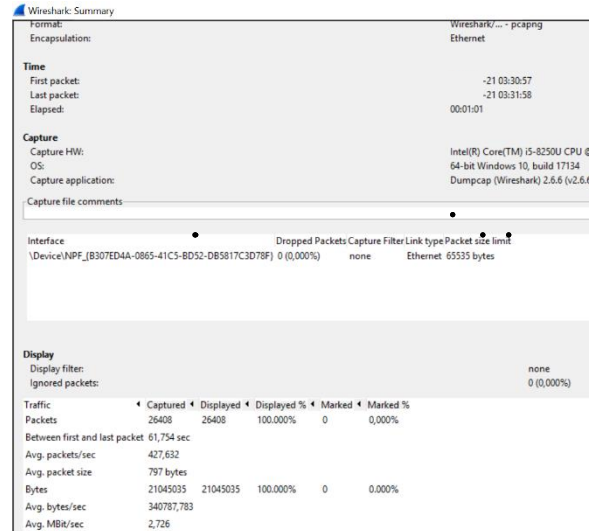 Wireshark: Summary
Format: Wireshark/... - pcapng
Encapsulation: Ethernet
Time
First packet: -21 03:30:57
Last packet: -21 03:31:58
Elapsed: 00:01:01
Capture
Capture HW: Intel(R) Core(TM) i5-8250U CPU @
OS: 64-bit Windows 10, build 17134
Capture application: Dumpcap (Wireshark) 2.6.6 (v2.6.6
Capture file comments
Interface Dropped Packets Capture Filter Link type Packet size limit
\Device\NPF_{B307ED4A-0865-41C5-BD52-DB5817C3D78F} 0 (0,000%) none Ethernet 65535 bytes
Display
Display filter: none
Ignored packets: 0 (0,000%)
Traffic Captured Displayed Displayed % Marked Marked %
Packets 26408 26408 100.000% 0 0,000%
Between first and last packet 61,754 sec
Avg. packets/sec 427,632
Avg. packet size 797 bytes
Bytes 21045035 21045035 100.000% 0 0.000%
Avg. bytes/sec 340787,783
Avg. MBit/sec 2,726